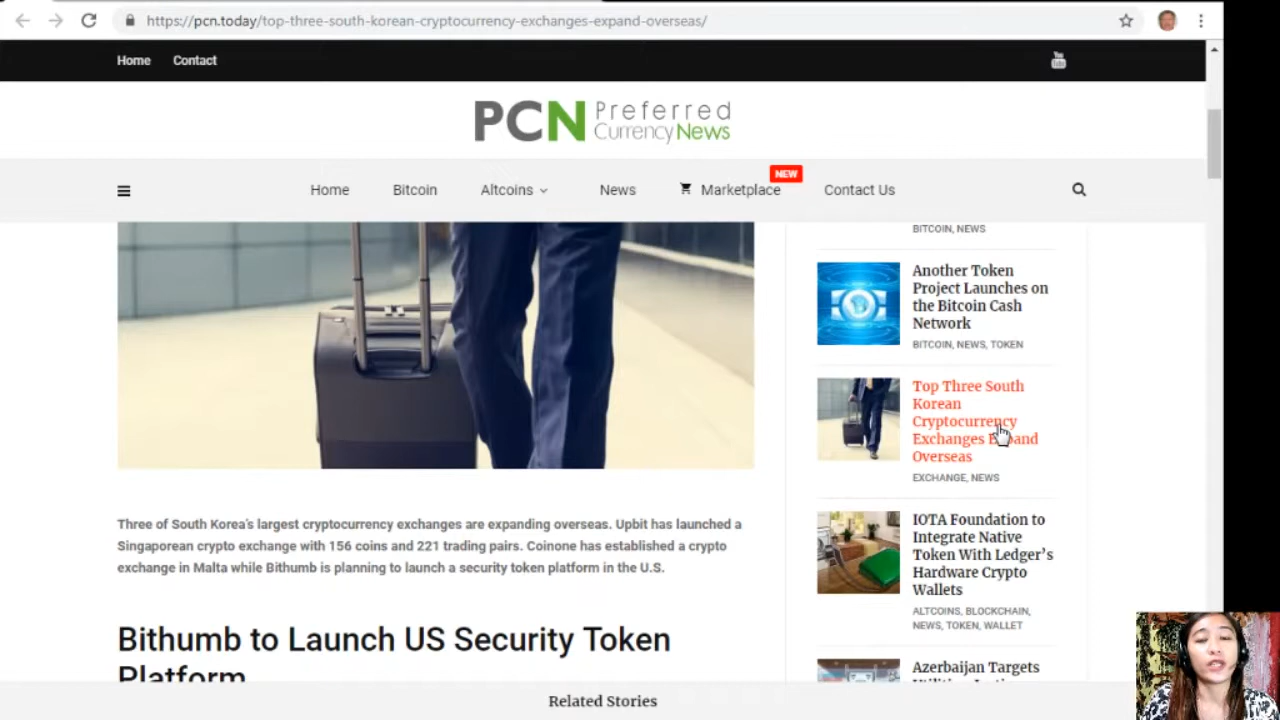 https://pcn.today/top-three-south-korean-cryptocurrency-exchanges-expand-overseas/
Home Contact
You Tube
PCN Preferred
Currency News
NEW
Home Bitcoin Altcoins News Marketplace Contact Us
BITCOIN, NEWS
Another Token
Project Launches on
the Bitcoin Cash
Network
BITCOIN, NEWS, TOKEN
Top Three South
Korean
Cryptocurrency
Exchanges Expand
Overseas
EXCHANGE, NEWS
IOTA Foundation to
Integrate Native
Token With Ledger's
Hardware Crypto
Wallets
ALTCOINS, BLOCKCHAIN,
NEWS, TOKEN, WALLET
Azerbaijan Targets
Three of South Korea's largest cryptocurrency exchanges are expanding overseas. Upbit has launched a
Singaporean crypto exchange with 156 coins and 221 trading pairs. Coinone has established a crypto
exchange in Malta while Bithumb is planning to launch a security token platform in the U.S.
Bithumb to Launch US Security Token
Platform
Related Stories